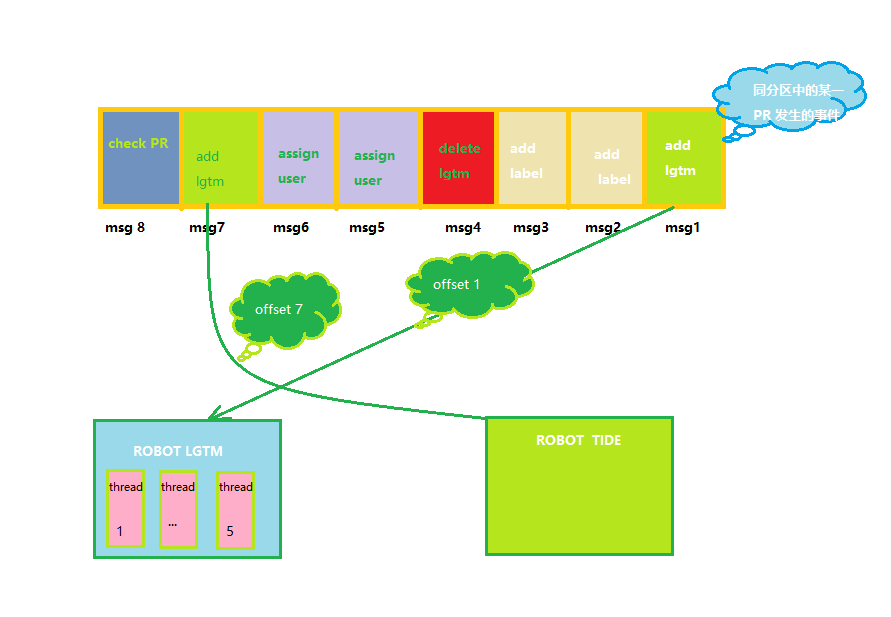 同分区中的某一
PR 发生的事件
check PR
add
lgtm
assign
user
assign
user
delete
lgtm
add
label
add
label
add
lgtm
msg 8
msg7
msg6
msg5
msg4
msg3
msg2
msg1
offset 7
offset 1
ROBOT LGTM
thread
1
thread
...
thread
5
ROBOT TIDE